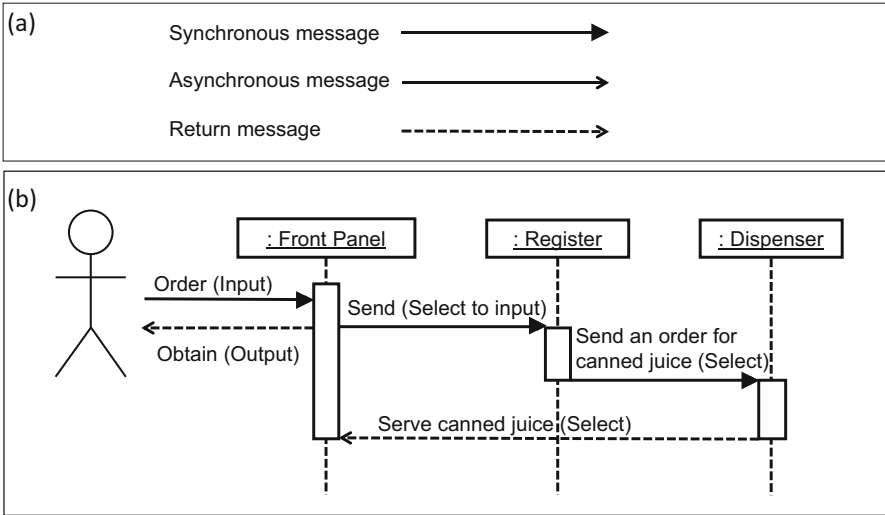 (a)
Synchronous message
Asynchronous message
Return message
(b)
: Front Panel
: Register
: Dispenser
Order (Input)
Send (Select to input)
Send an order for
canned juice (Select)
Obtain (Output)
Serve canned juice (Select)